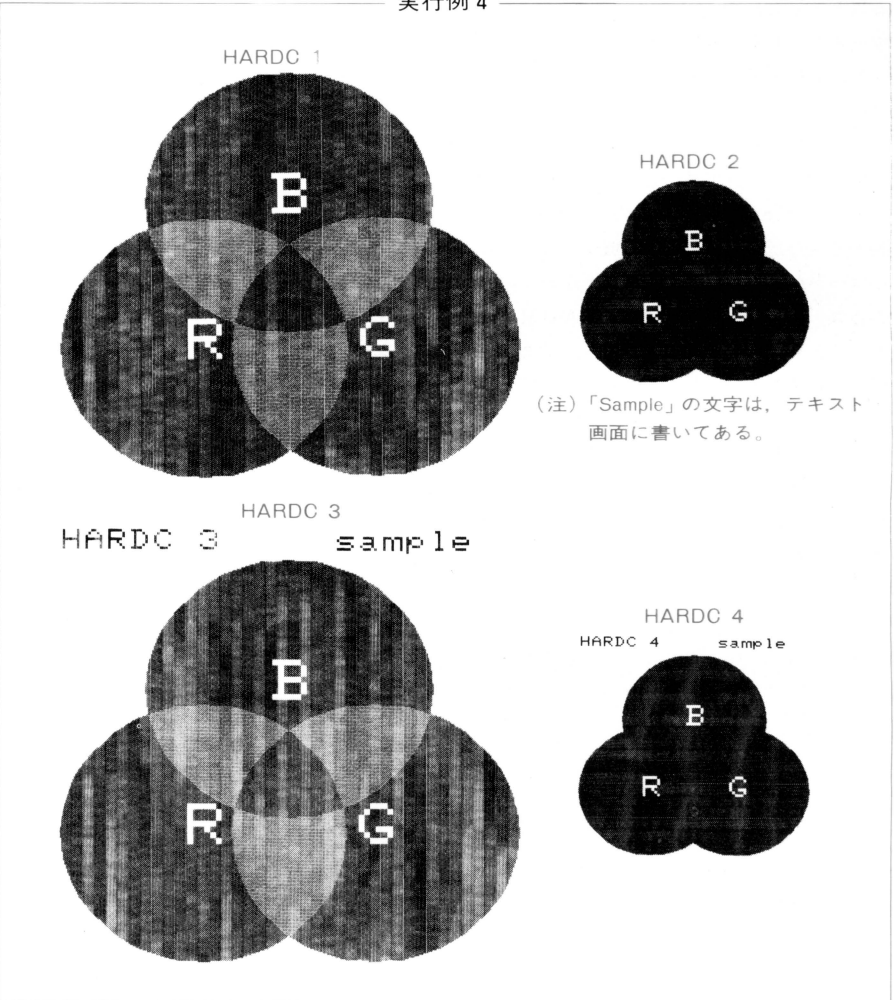 実行例 4
HARDC 1
B
R G
HARDC 2
B
R G
(注)「Sample」の文字は,テキスト
画面に書いてある。
HARDC 3
HARDC 3 sample
B
R G
HARDC 4
HARDC 4 sample
B
R G